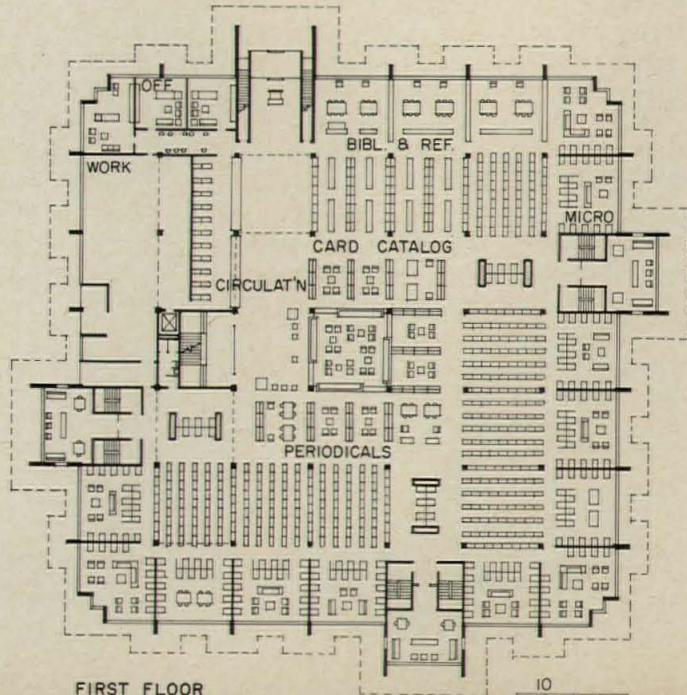 OFF
BIBL. & REF.
WORK
MICRO
CARD CATALOG
CIRCULAT'N
PERIODICALS
FIRST FLOOR
10